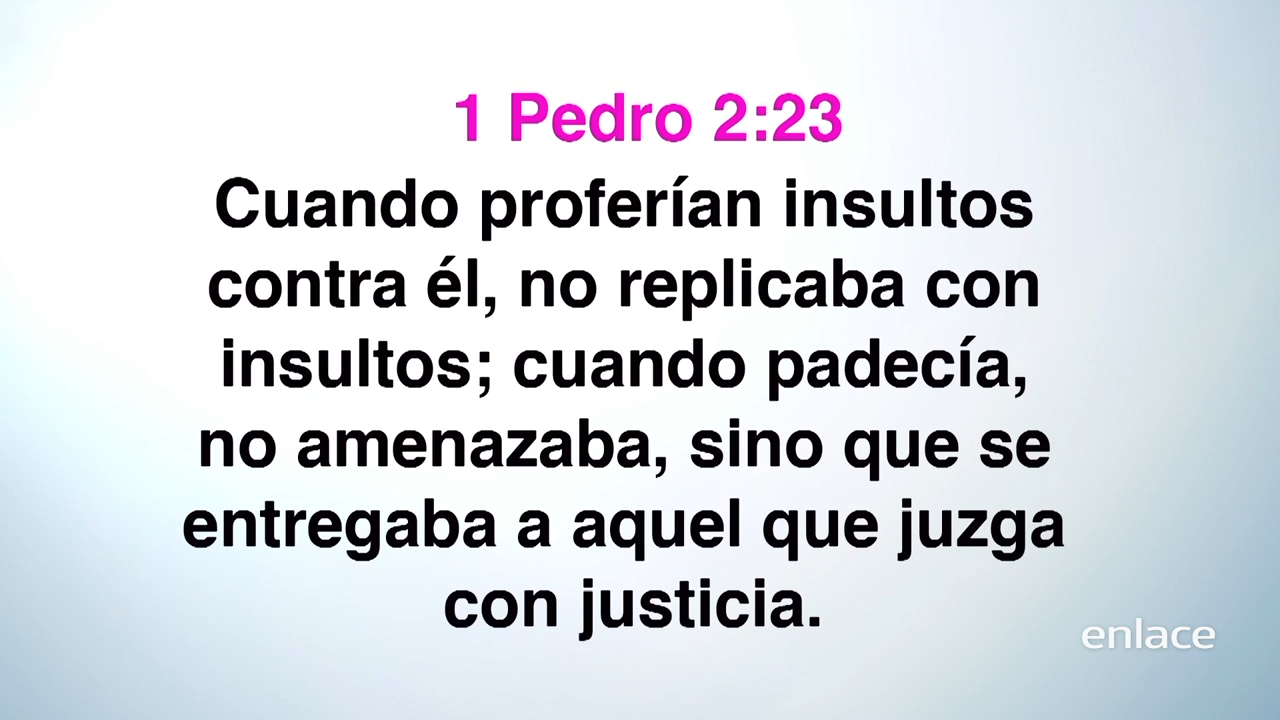 1 Pedro 2:23
Cuando proferían insultos
contra él, no replicaba con
insultos; cuando padecía,
no amenazaba, sino que se
entregaba a aquel que juzga
con justicia.
enlace